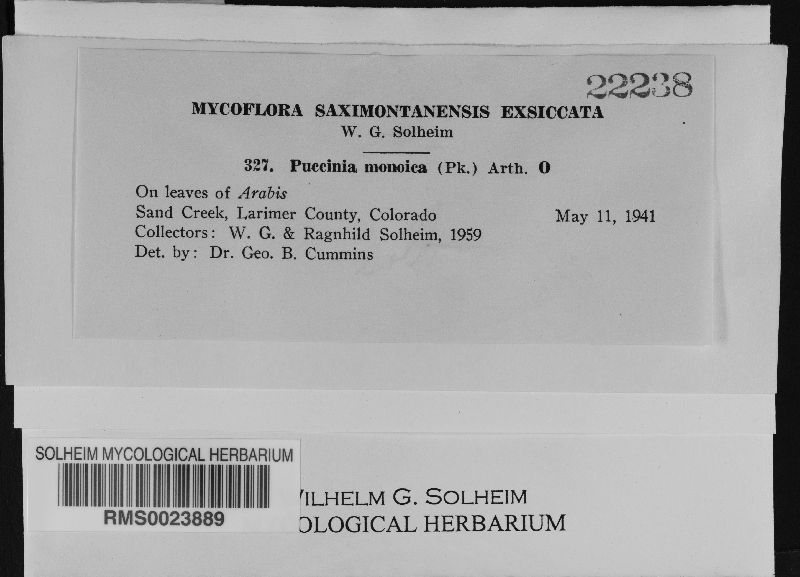 22238
MYCOFLORA SAXIMONTANENSIS EXSICCATA
W. G. Solheim
327. Puccinia monoica (Pk.) Arth. O
On leaves of Arabis
Sand Creek, Larimer County, Colorado May 11, 1941
Collectors: W. G. & Ragnhild Solheim, 1959
Det. by: Dr. Geo. B. Cummins
SOLHEIM MYCOLOGICAL HERBARIUM
RMS0023889
ILHELM G. SOLHEIM
OLOGICAL HERBARIUM